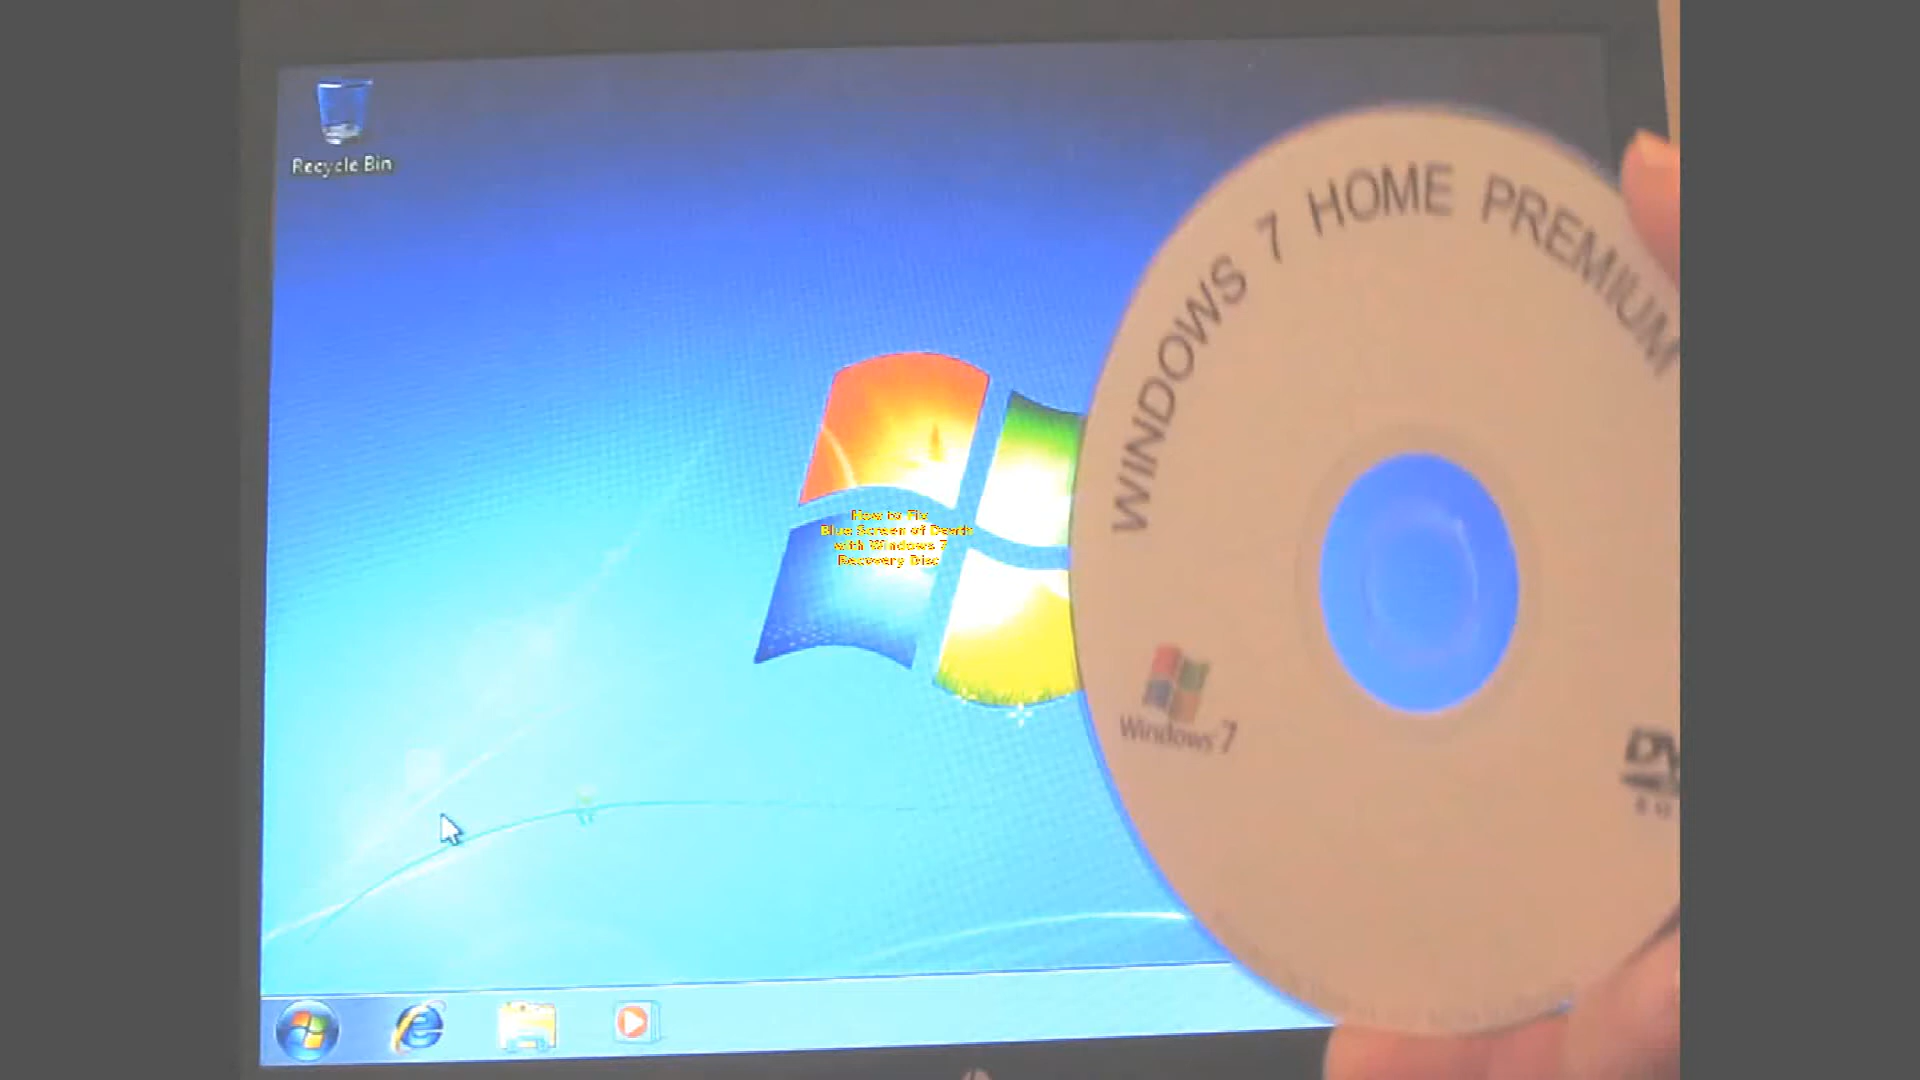 Recycle Bin
WINDOWS 7 HOME PREMIUM
How to Fix
Blue Screen of Death
with Windows 7
Recovery Disc
Windows 7